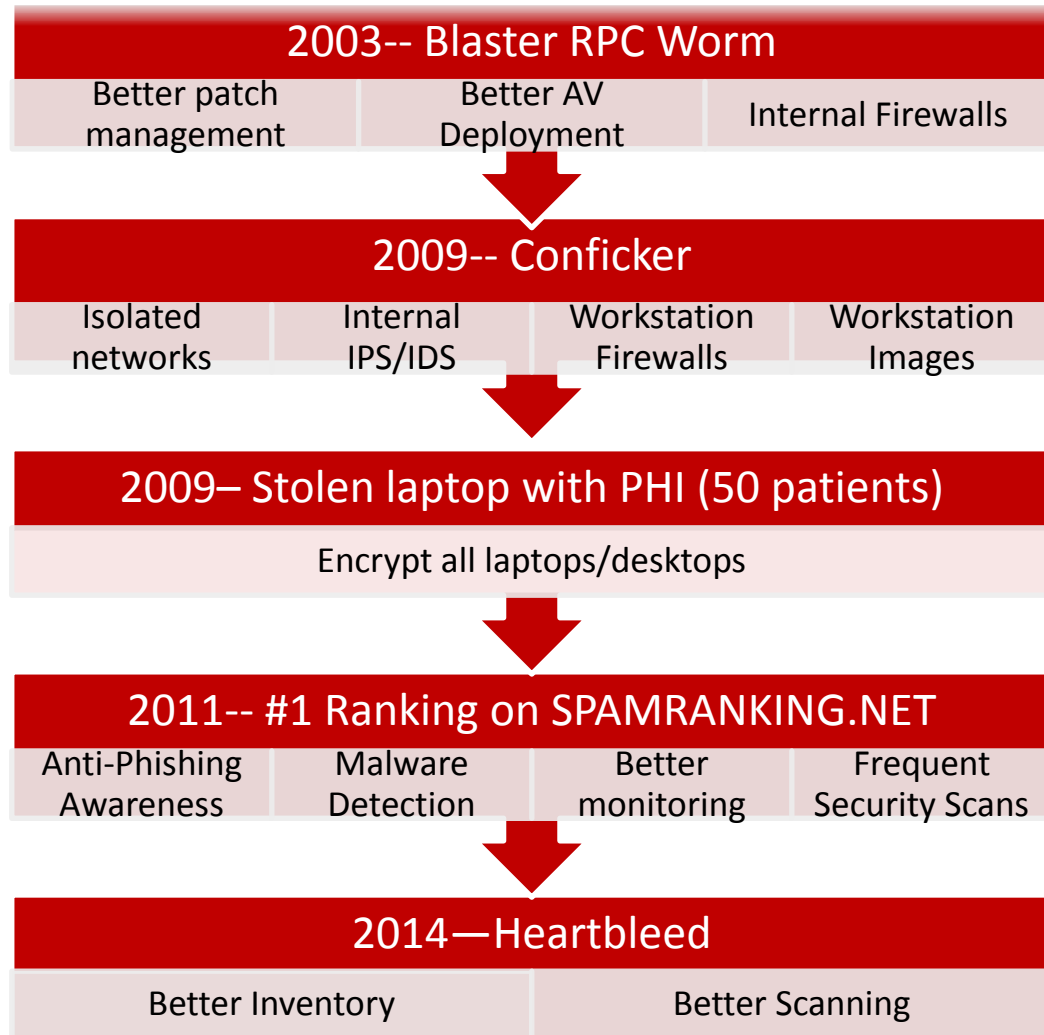 2003-- Blaster RPC Worm
Better patch
management
Better AV
Deployment
Internal Firewalls
2009-- Conficker
Isolated
networks
Internal
IPS/IDS
Workstation
Firewalls
Workstation
Images
2009– Stolen laptop with PHI (50 patients)
Encrypt all laptops/desktops
2011-- #1 Ranking on SPAMRANKING.NET
Anti-Phishing
Awareness
Malware
Detection
Better
monitoring
Frequent
Security Scans
2014—Heartbleed
Better Inventory
Better Scanning